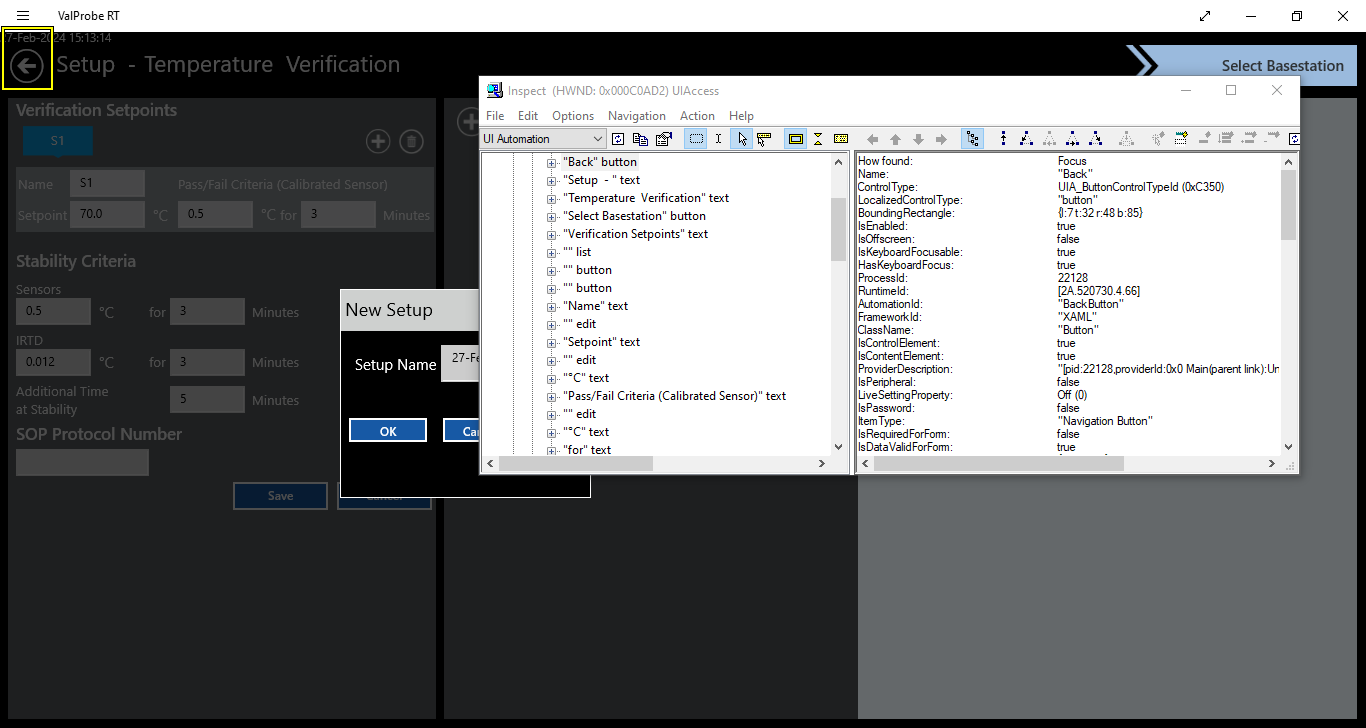 ValProbe RT
27-Feb-2024 15:13:14
Setup - Temperature Verification
Select Basestation
Verification Setpoints
S1
Name S1 Pass/Fail Criteria (Calibrated Sensor)
Setpoint 70.0 °C 0.5 °C for 3 Minutes
Stability Criteria
Sensors
0.5 °C for 3 Minutes
IRTD
0.012 °C for 3 Minutes
Additional Time
at Stability
5 Minutes
SOP Protocol Number
Save Cancel
New Setup
Setup Name 27-Fe
OK Ca
Inspect (HWND: 0x000C0AD2) UIAccess
File Edit Options Navigation Action Help
UI Automation
"Back" button
"Setup - " text
"Temperature Verification" text
"Select Basestation" button
"Verification Setpoints" text
"" list
"" button
"" button
"Name" text
"" edit
"Setpoint" text
"" edit
"°C" text
"Pass/Fail Criteria (Calibrated Sensor)" text
"" edit
"°C" text
"for" text
How found: Focus
Name: "Back"
ControlType: UIA_ButtonControlTypeId (0xC350)
LocalizedControlType: "button"
BoundingRectangle: {l:7 t:32 r:48 b:85}
IsEnabled: true
IsOffscreen: false
IsKeyboardFocusable: true
HasKeyboardFocus: true
ProcessId: 22128
RuntimeId: [2A.520730.4.66]
AutomationId: "BackButton"
FrameworkId: "XAML"
ClassName: "Button"
IsControlElement: true
IsContentElement: true
ProviderDescription: "[pid:22128,providerId:0x0 Main(parent link):Un
IsPeripheral: false
LiveSettingProperty: Off (0)
IsPassword: false
ItemType: "Navigation Button"
IsRequiredForForm: false
IsDataValidForForm: true